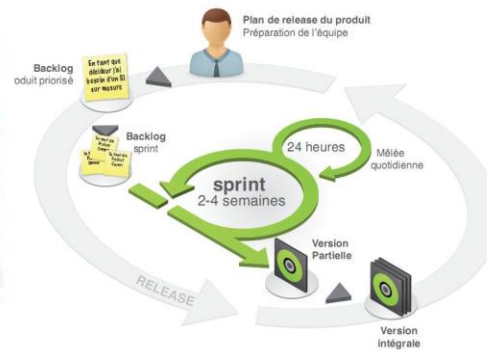 Plan de release du produit
Préparation de l'équipe
Backlog
oduit priorisé
En tant que
décideur j'ai
besoin d'un SI
sur mesure
Backlog
sprint
24 heures
Mêlée
quotidienne
sprint
2-4 semaines
Version
Partielle
RELEASE
Version
intégrale